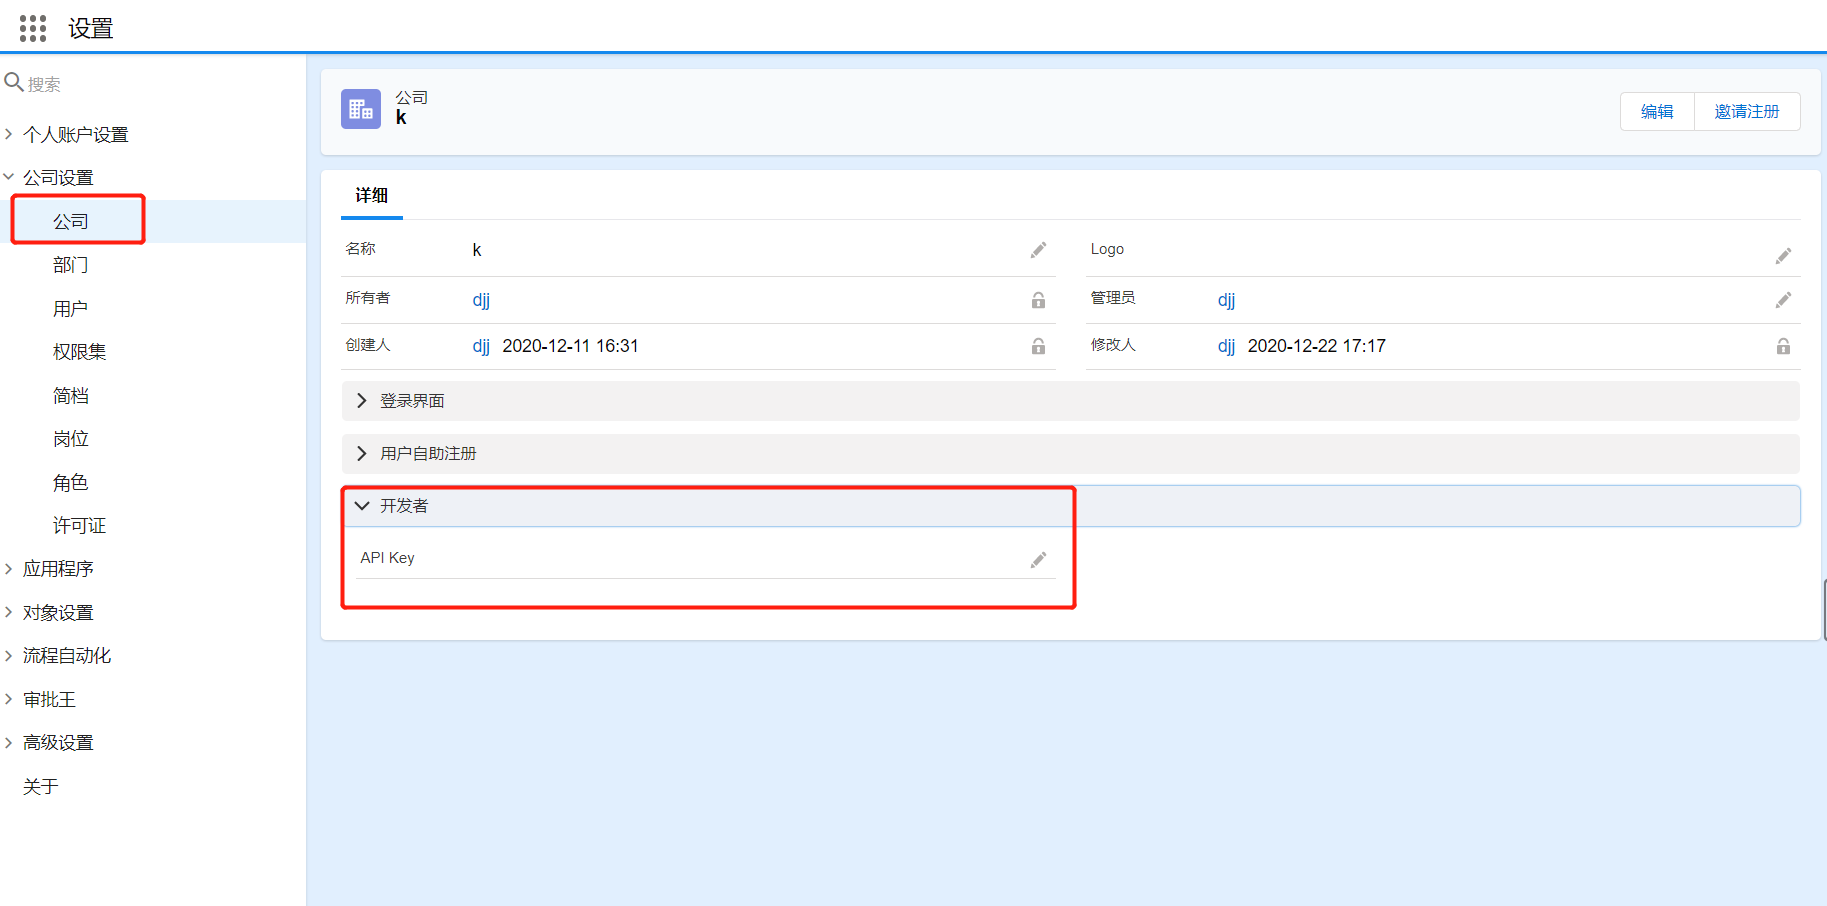 设置
搜索
个人账户设置
公司设置
公司
部门
用户
权限集
简档
岗位
角色
许可证
应用程序
对象设置
流程自动化
审批王
高级设置
关于
公司
k
编辑 邀请注册
详细
名称 k Logo
所有者 djj 管理员 djj
创建人 djj 2020-12-11 16:31 修改人 djj 2020-12-22 17:17
登录界面
用户自助注册
开发者
API Key